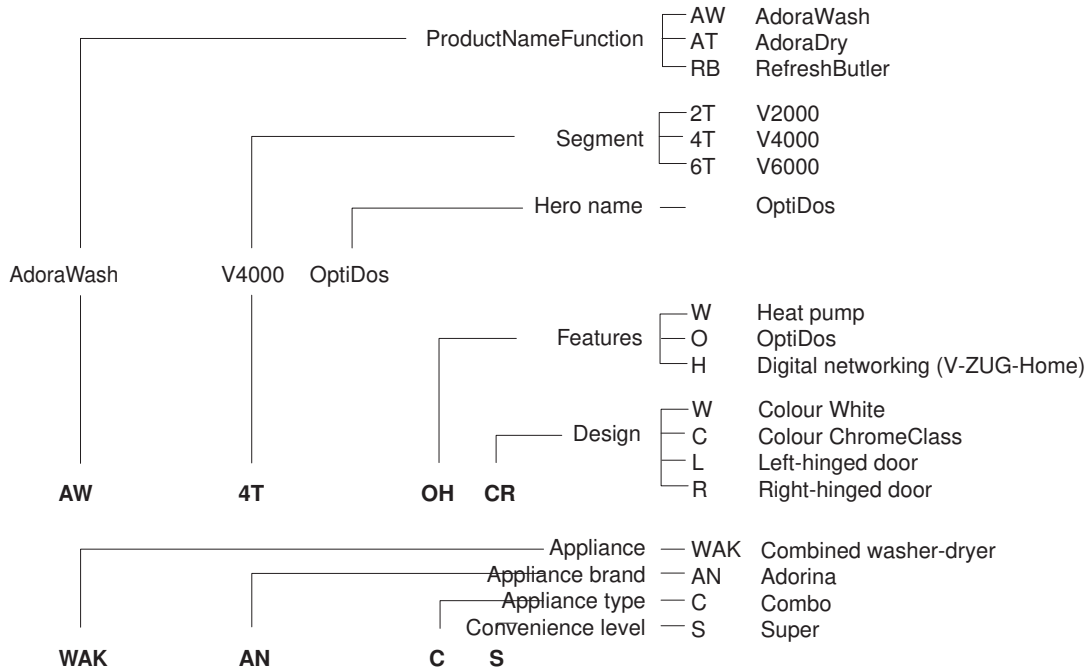 AW AdoraWash
ProductNameFunction AT AdoraDry
RB RefreshButler
2T V2000
Segment 4T V4000
6T V6000
Hero name OptiDos
AdoraWash V4000 OptiDos
W Heat pump
Features O OptiDos
H Digital networking (V-ZUG-Home)
W Colour White
Design C Colour ChromeClass
L Left-hinged door
AW 4T OH CR R Right-hinged door
Appliance WAK Combined washer-dryer
Appliance brand AN Adorina
Appliance type C Combo
Convenience level S Super
WAK AN C S